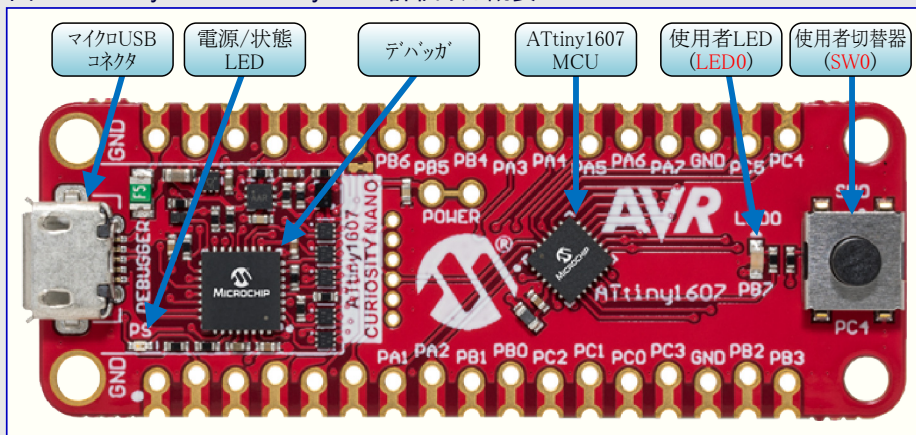 マイクロUSB
コネクタ
電源/状態
LED
デバッガ
ATtiny1607
MCU
使用者LED
(LED0)
使用者切替器
(SW0)
GND
PB6
PB5
PB4
PA3
PA4
PA5
PA6
PA7
GND
PC5
PC4
DEBUGGER
PS
MICROCHIP
ATtiny1607
CURIOSITY NANO
POWER
®
MICROCHIP
AVR
LED0
PB7
ATtiny1607
SW0
PC4
GND
PA1
PA2
PB1
PB0
PC2
PC1
PC0
PC3
GND
PB2
PB3